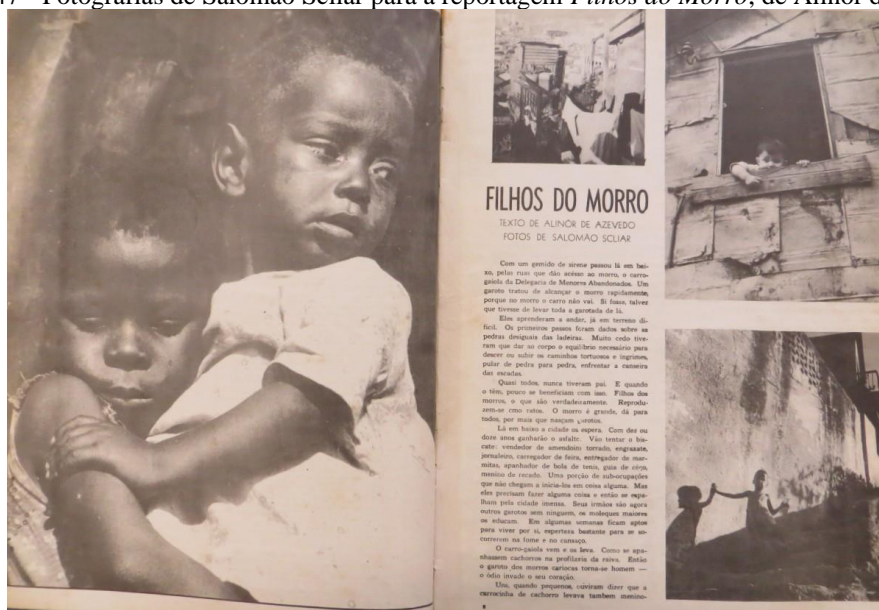 47 - Fotografias de Salomão Scliar para a reportagem Filhos do Morro, de Alinor d
FILHOS DO MORRO
TEXTO DE ALINÔR DE AZEVEDO
FOTOS DE SALOMÃO SCLIAR
Com um gemido de sirene passou lá em bai-
xo, pelas ruas que dão acésso ao morro, o carro-
gaiola da Delegacia de Menores Abandonados. Um
garoto tratou de alcançar o morro rapidamente,
porque no morro o carro não vai. Si fosse, talvez
que tivesse de levar toda a garotada de lá.
Eles aprenderam a andar, já em terreno di-
ficil. Os primeiros passos foram dados sobre as
pedras desiguais das ladeiras. Muito cedo tive-
ram que dar ao corpo o equilíbrio necessário para
descer ou subir os caminhos tortuosos e ingrimes,
pular de pedra para pedra, enfrentar a canseira
das escadas.
Quasi todos, nunca tiveram pai. E quando
o têm, pouco se beneficiam com isso. Filhos dos
morros, o que são verdadeiramente. Reprodu-
zem-se cmo ratos. O morro é grande, dá para
todos, por mais que nasçam garotos.
Lá em baixo a cidade os espera. Com dez ou
doze anos ganharão o asfalto. Vão tentar o bis-
cate: vendedor de amendoim torrado, engraxate,
jornaleiro, carregador de feira, entregador de mar-
mitas, apanhador de bola de tenis, guia de cégos,
menino de recado. Uma porção de sub-ocupações
que não chegam a inicia-los em coisa alguma. Mas
eles precisam fazer alguma coisa e então se espa-
lham pela cidade imensa. Seus irmãos são agora
outros garotos sem ninguem, os moleques maiores
os educam. Em algumas semanas ficam aptos
para viver por si, esperteza bastante para se so-
correrem na fome e no cansaço.
O carro-gaiola vem e os leva. Como se apa-
nhassem cachorros na profilaxia da raiva. Então
o garoto dos morros cariocas torna-se homem —
o ódio invade o seu coração.
Uns, quando pequenos, ouviram dizer que a
carrocinha de cachorro levava tambem menino-